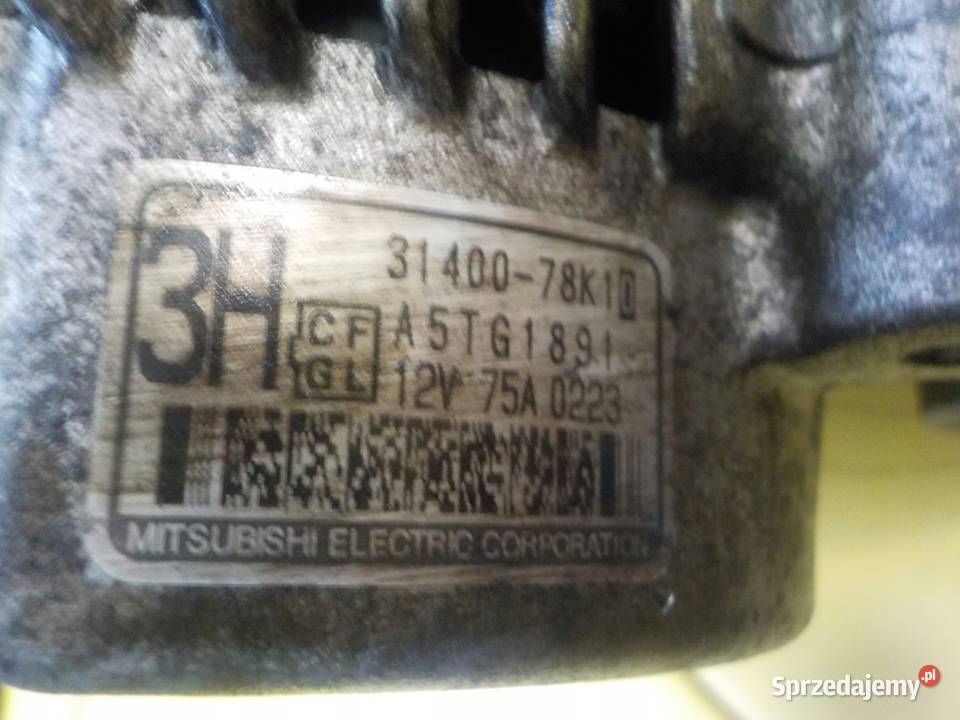 3H
31400-78K10
CF A5TG1891
GL 12V 75A 0223
MITSUBISHI ELECTRIC CORPORATION
Sprzedajemy.pl